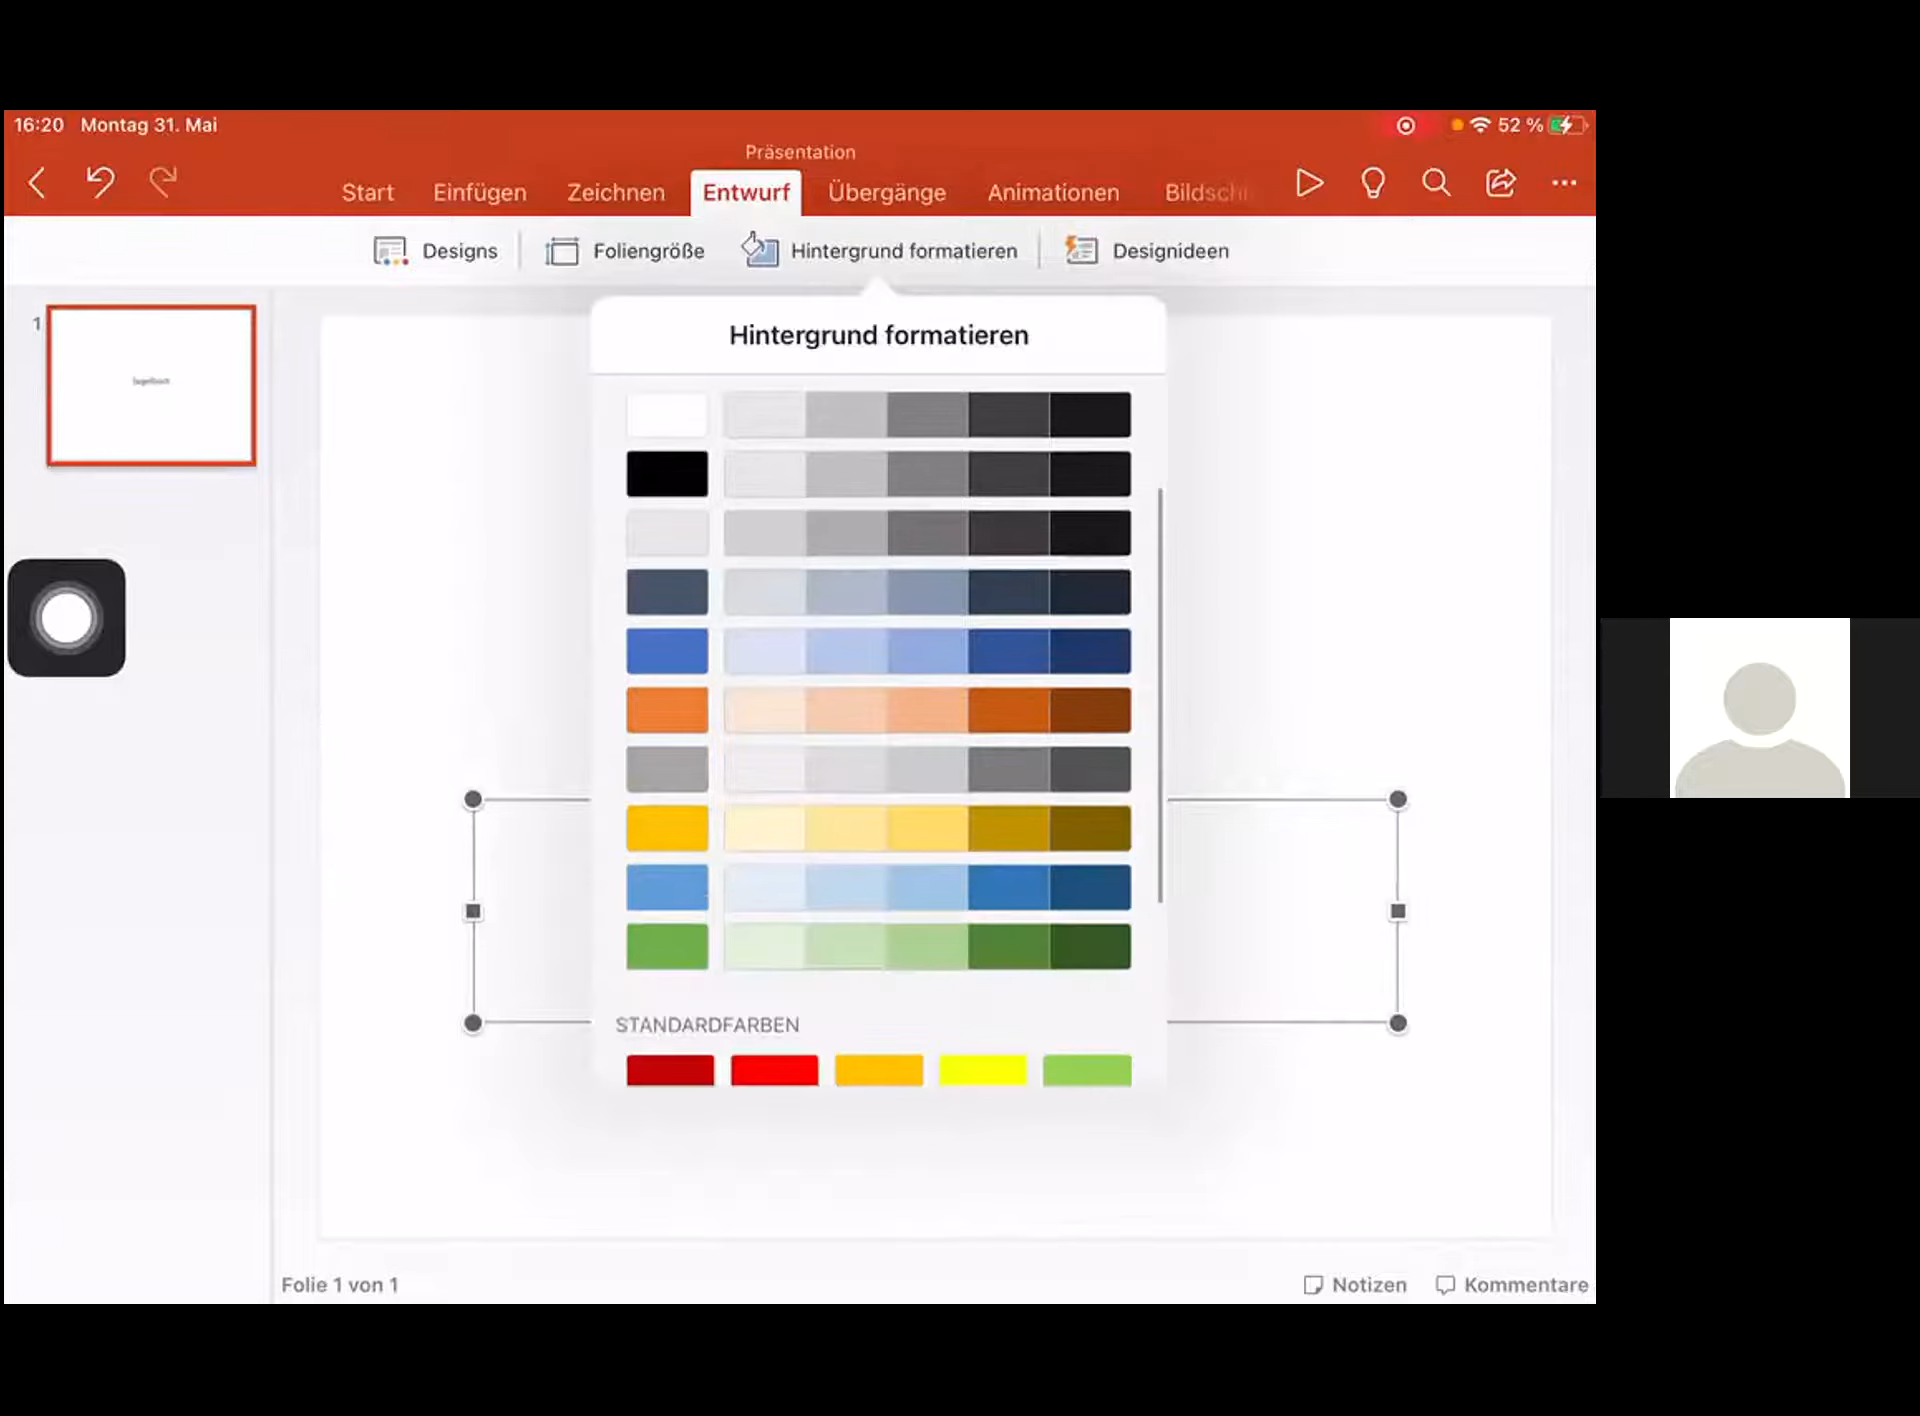 16:20 Montag 31. Mai
52 %
Präsentation
Start Einfügen Zeichnen Entwurf Übergänge Animationen Bildschi
Designs Foliengröße Hintergrund formatieren Designideen
Hintergrund formatieren
1
STANDARDFARBEN
Folie 1 von 1
Notizen Kommentare